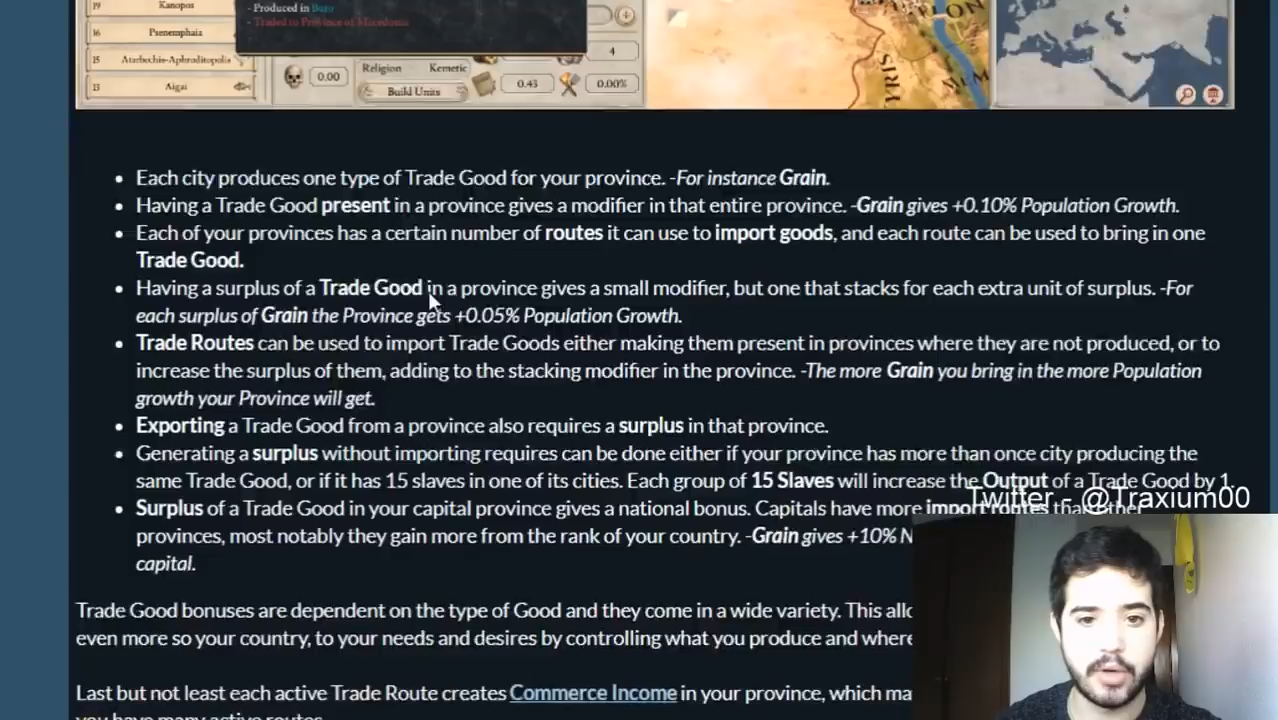 - Produced in Buto
- Traded to Province of Macedonia
19 Kanopos
16 Psenemphaia
15 Atarbechis-Aphroditopolis
13 Aigai
0.00
Religion Kemetic
Build Units
4
0.43
0.00%
Each city produces one type of Trade Good for your province. -For instance Grain.
Having a Trade Good present in a province gives a modifier in that entire province. -Grain gives +0.10% Population Growth.
Each of your provinces has a certain number of routes it can use to import goods, and each route can be used to bring in one
Trade Good.
Having a surplus of a Trade Good in a province gives a small modifier, but one that stacks for each extra unit of surplus. -For
each surplus of Grain the Province gets +0.05% Population Growth.
Trade Routes can be used to import Trade Goods either making them present in provinces where they are not produced, or to
increase the surplus of them, adding to the stacking modifier in the province. -The more Grain you bring in the more Population
growth your Province will get.
Exporting a Trade Good from a province also requires a surplus in that province.
Generating a surplus without importing requires can be done either if your province has more than once city producing the
same Trade Good, or if it has 15 slaves in one of its cities. Each group of 15 Slaves will increase the Output of a Trade Good by 1.
Twitter - @Traxium00
Surplus of a Trade Good in your capital province gives a national bonus. Capitals have more import routes than other
provinces, most notably they gain more from the rank of your country. -Grain gives +10% N
capital.
Trade Good bonuses are dependent on the type of Good and they come in a wide variety. This allo
even more so your country, to your needs and desires by controlling what you produce and where
Last but not least each active Trade Route creates Commerce Income in your province, which ma
you have many active routes.